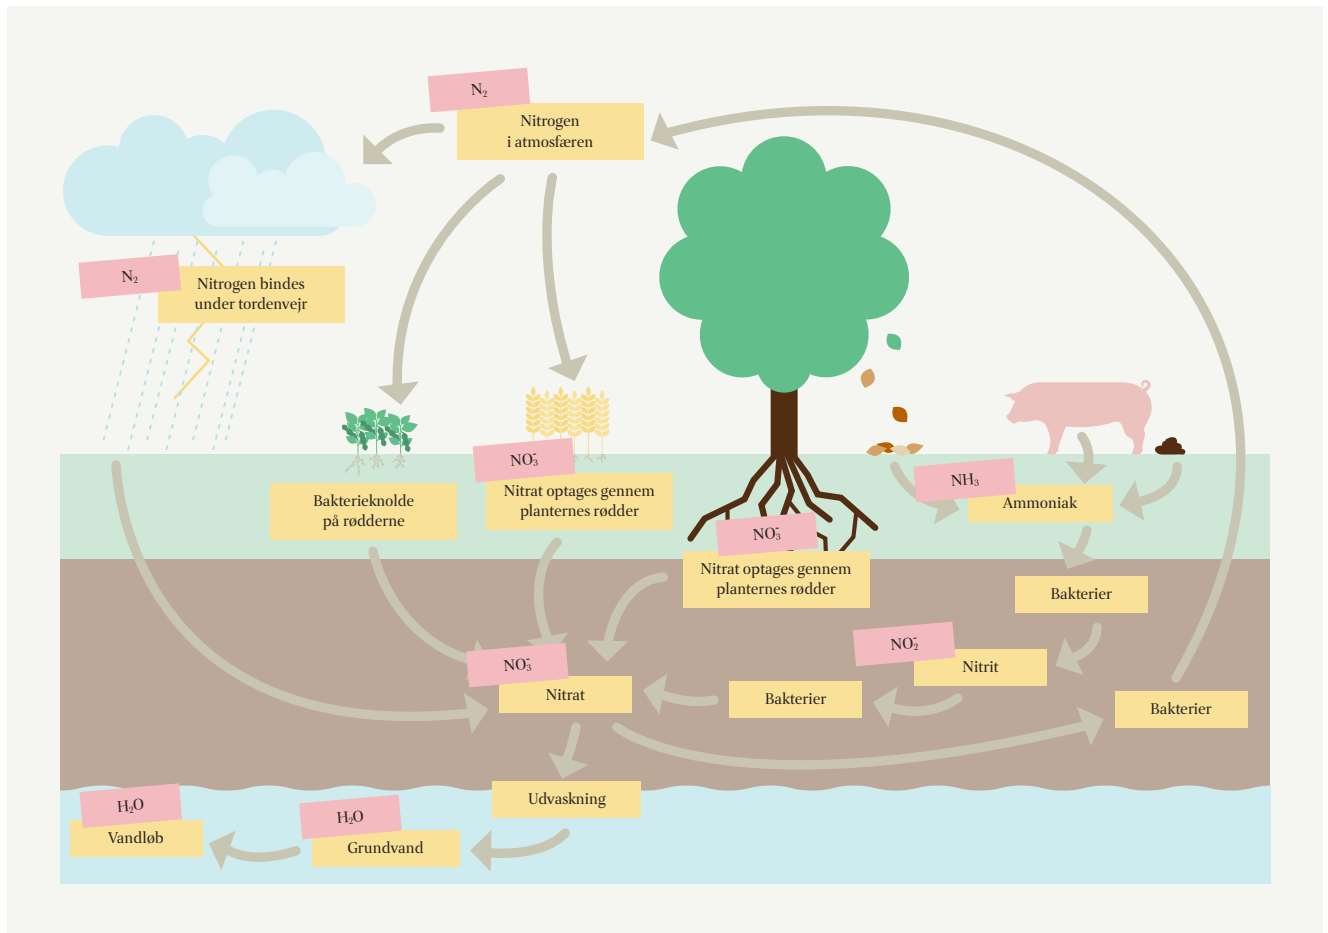 N₂
Nitrogen
i atmosfæren
N₂
Nitrogen bindes
under tordenvejr
NO₃⁻
Nitrat optages gennem
planternes rødder
Bakterieknolde
på rødderne
NH₃
Ammoniak
NO₃⁻
Nitrat optages gennem
planternes rødder
Bakterier
NO₂⁻
Nitrit
NO₃⁻
Nitrat
Bakterier
Bakterier
Udvaskning
H₂O
Vandløb
H₂O
Grundvand